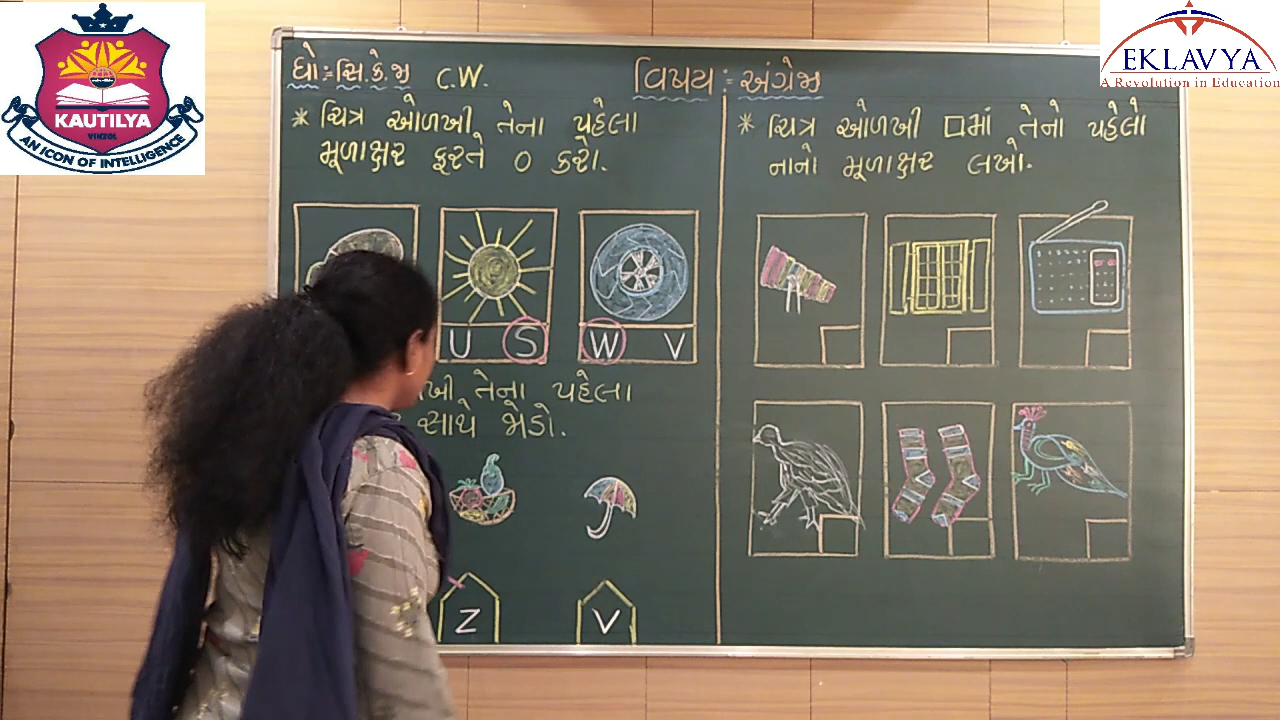 KAUTILYA
VINZOL
AN ICON OF INTELLIGENCE
EKLAVYA
A Revolution in Education
ધો:-સિ.કે.જી C.W.
વિષય:-અંગ્રેજી
* ચિત્ર ઓળખી તેના પહેલા
મૂળાક્ષર ફરતે O કરો.
U S
W V
તેના પહેલા
સાથે જોડો.
Z
V
* ચિત્ર ઓળખી □માં તેનો પહેલો
નાનો મૂળાક્ષર લખો.